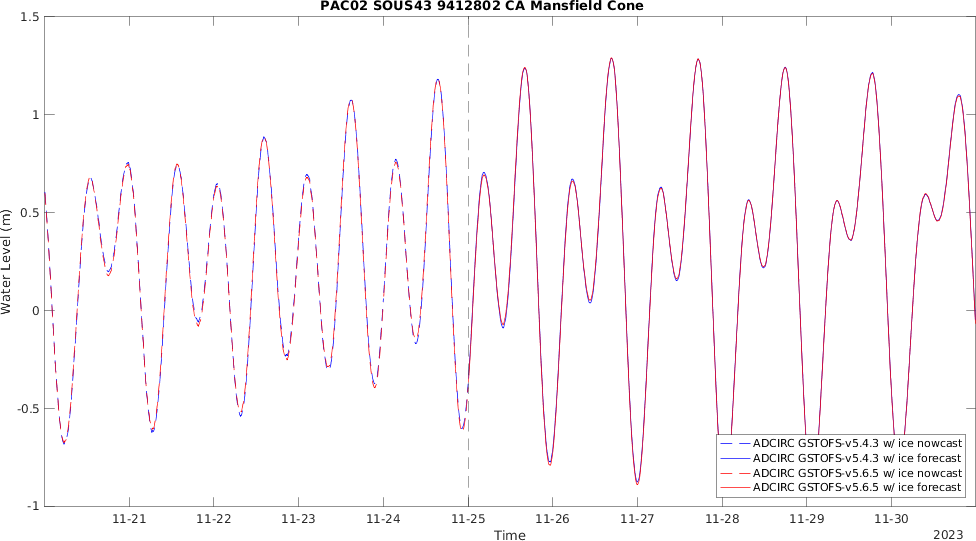 PAC02 SOUS43 9412802 CA Mansfield Cone
1.5
1
0.5
0
-0.5
-1
Water Level (m)
11-21
11-22
11-23
11-24
11-25
11-26
11-27
11-28
11-29
11-30
Time
2023
ADCIRC GSTOFS-v5.4.3 w/ ice nowcast
ADCIRC GSTOFS-v5.4.3 w/ ice forecast
ADCIRC GSTOFS-v5.6.5 w/ ice nowcast
ADCIRC GSTOFS-v5.6.5 w/ ice forecast